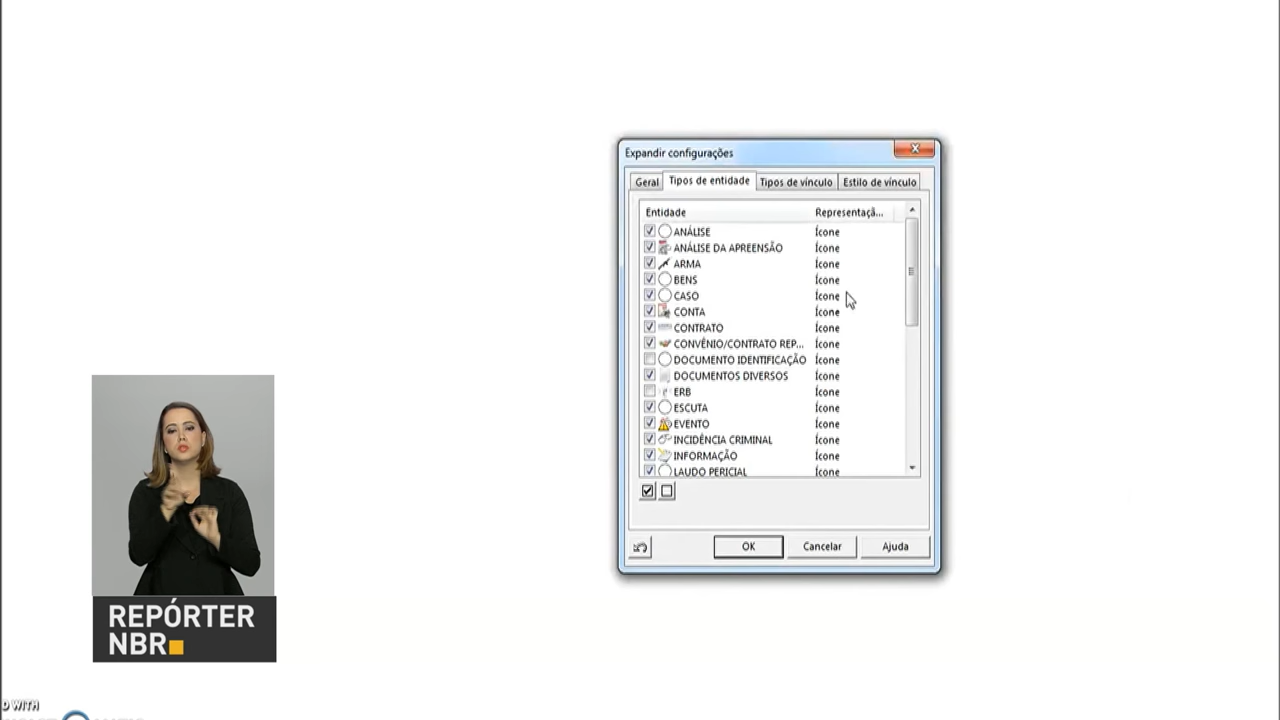 Expandir configurações
Geral Tipos de entidade Tipos de vínculo Estilo de vínculo
Entidade Representaçã...
ANÁLISE Ícone
ANÁLISE DA APREENSÃO Ícone
ARMA Ícone
BENS Ícone
CASO Ícone
CONTA Ícone
CONTRATO Ícone
CONVÊNIO/CONTRATO REP... Ícone
DOCUMENTO IDENTIFICAÇÃO Ícone
DOCUMENTOS DIVERSOS Ícone
ERB Ícone
ESCUTA Ícone
EVENTO Ícone
INCIDÊNCIA CRIMINAL Ícone
INFORMAÇÃO Ícone
LAUDO PERICIAL Ícone
OK Cancelar Ajuda
REPÓRTER
NBR
D WITH